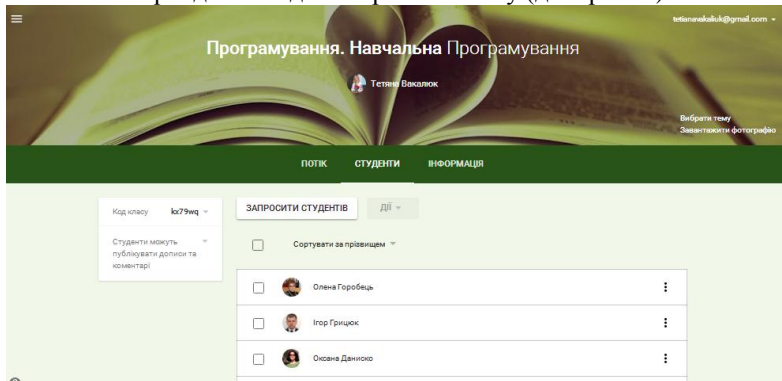 tetianavakaliuk@gmail.com
Програмування. Навчальна Програмування
Тетяна Вакалюк
Вибрати тему
Завантажити фотографію
ПОТІК СТУДЕНТИ ІНФОРМАЦІЯ
Код класу kx79wq
ЗАПРОСИТИ СТУДЕНТІВ ДІЇ
Студенти можуть
публікувати дописи та
коментарі
Сортувати за прізвищем
Олена Горобець
Ігор Грицюк
Оксана Даниско